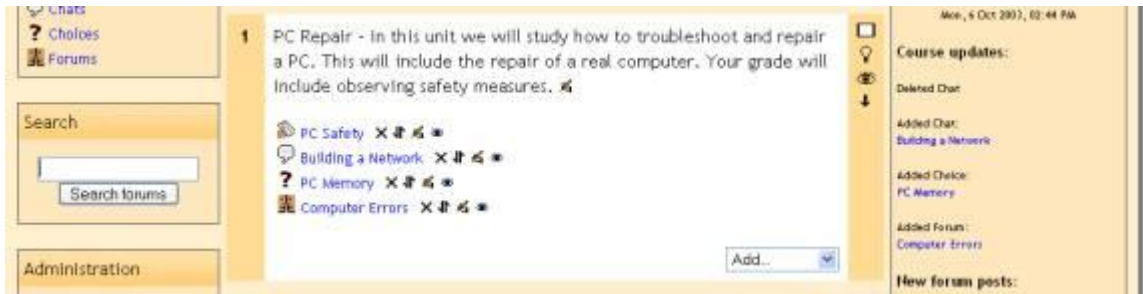 Chats
Choices
Forums
Search
Search forums
Administration
1
PC Repair - In this unit we will study how to troubleshoot and repair
a PC. This will include the repair of a real computer. Your grade will
include observing safety measures.
PC Safety
Building a Network
PC Memory
Computer Errors
Add...
Mon, 6 Oct 2003, 02:44 PM
Course updates:
Deleted Chat
Added Chat:
Building a Network
Added Choice:
PC Memory
Added Forum:
Computer Errors
New forum posts: